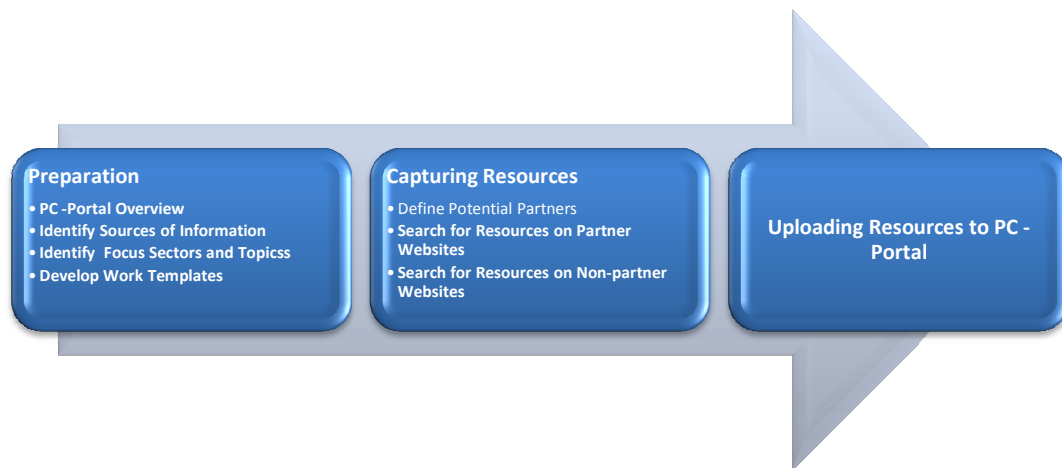 Preparation
• PC -Portal Overview
• Identify Sources of Information
• Identify Focus Sectors and Topicss
• Develop Work Templates
Capturing Resources
• Define Potential Partners
• Search for Resources on Partner
Websites
• Search for Resources on Non-partner
Websites
Uploading Resources to PC -
Portal